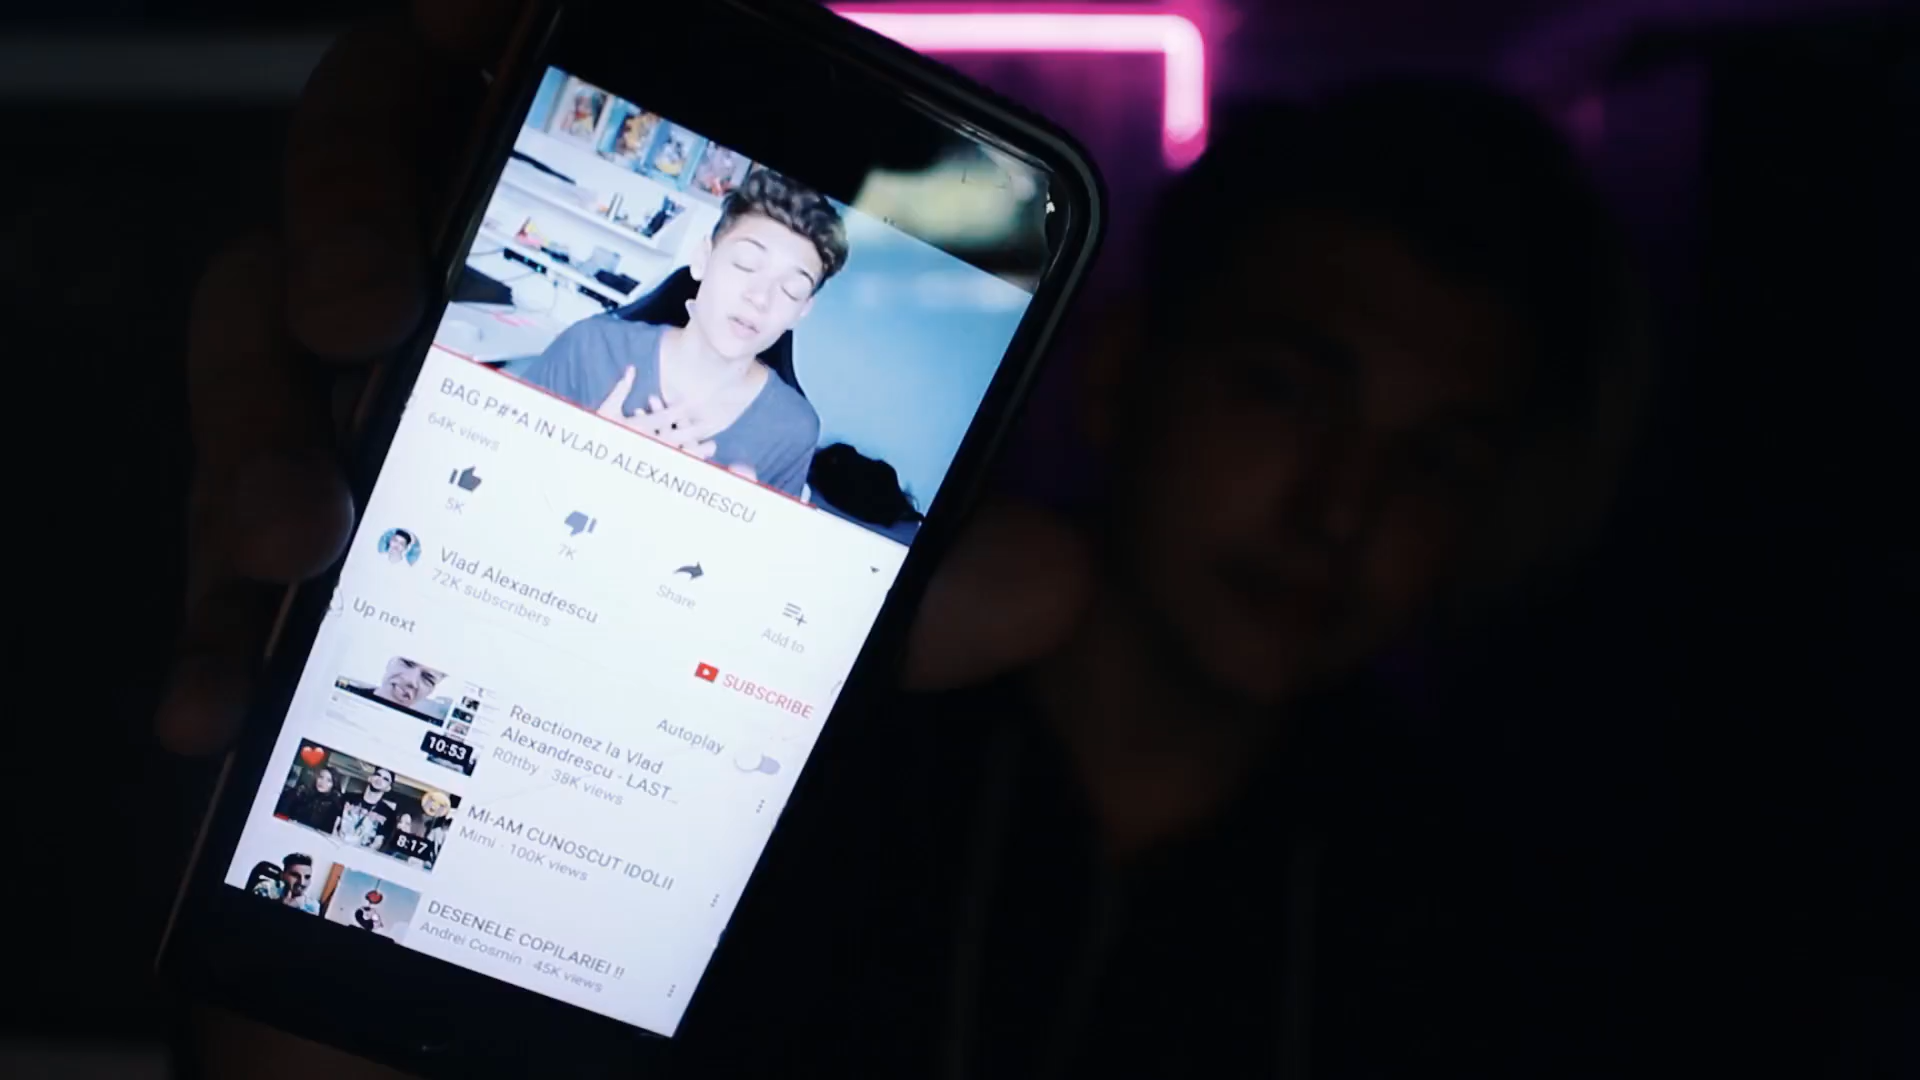 BAG P#*A IN VLAD ALEXANDRESCU
64K views
5K
7K
Share
Add to
Vlad Alexandrescu
72K subscribers
SUBSCRIBE
Up next
Autoplay
10:53
Reactionez la Vlad
Alexandrescu - LAST...
R0ttby · 38K views
8:17
MI-AM CUNOSCUT IDOLII
Mimi · 100K views
DESENELE COPILARIEI !!
Andrei Cosmin · 45K views